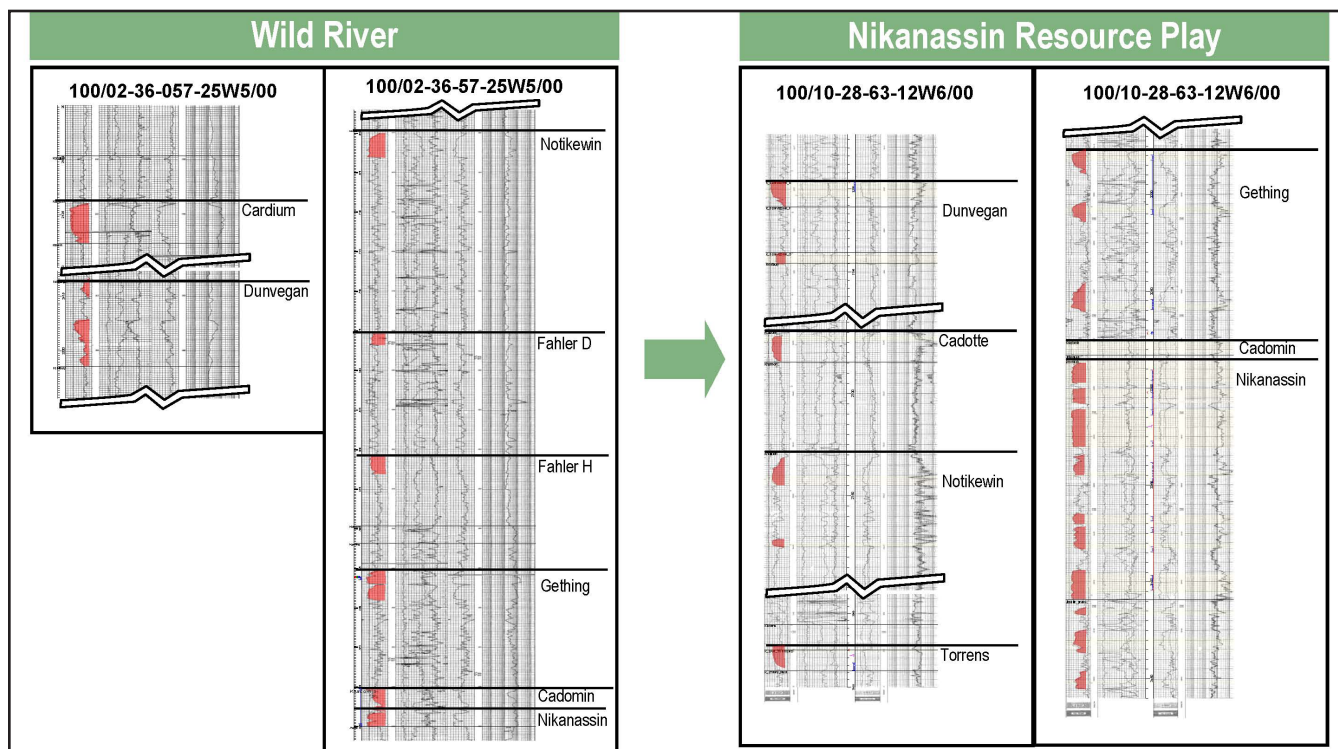 Wild River
100/02-36-057-25W5/00
Cardium
Dunvegan
100/02-36-57-25W5/00
Notikewin
Fahler D
Fahler H
Gething
Cadomin
Nikanassin
Nikanassin Resource Play
100/10-28-63-12W6/00
Dunvegan
Cadotte
Notikewin
Torrens
100/10-28-63-12W6/00
Gething
Cadomin
Nikanassin